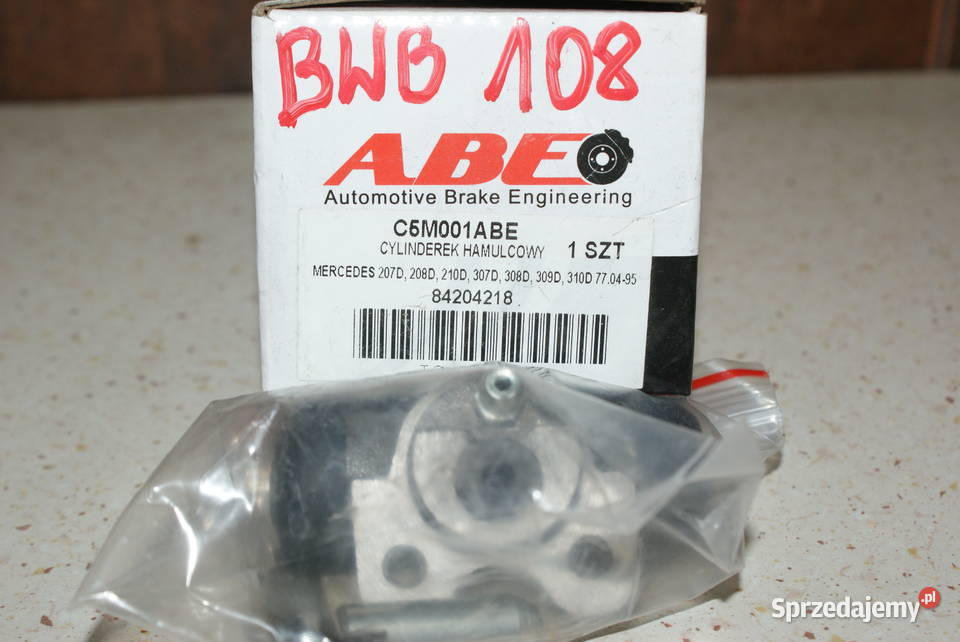 BWB 108
ABE
Automotive Brake Engineering
C5M001ABE
CYLINDEREK HAMULCOWY 1 SZT
MERCEDES 207D, 208D, 210D, 307D, 308D, 309D, 310D 77.04-95
84204218
Sprzedajemy.pl